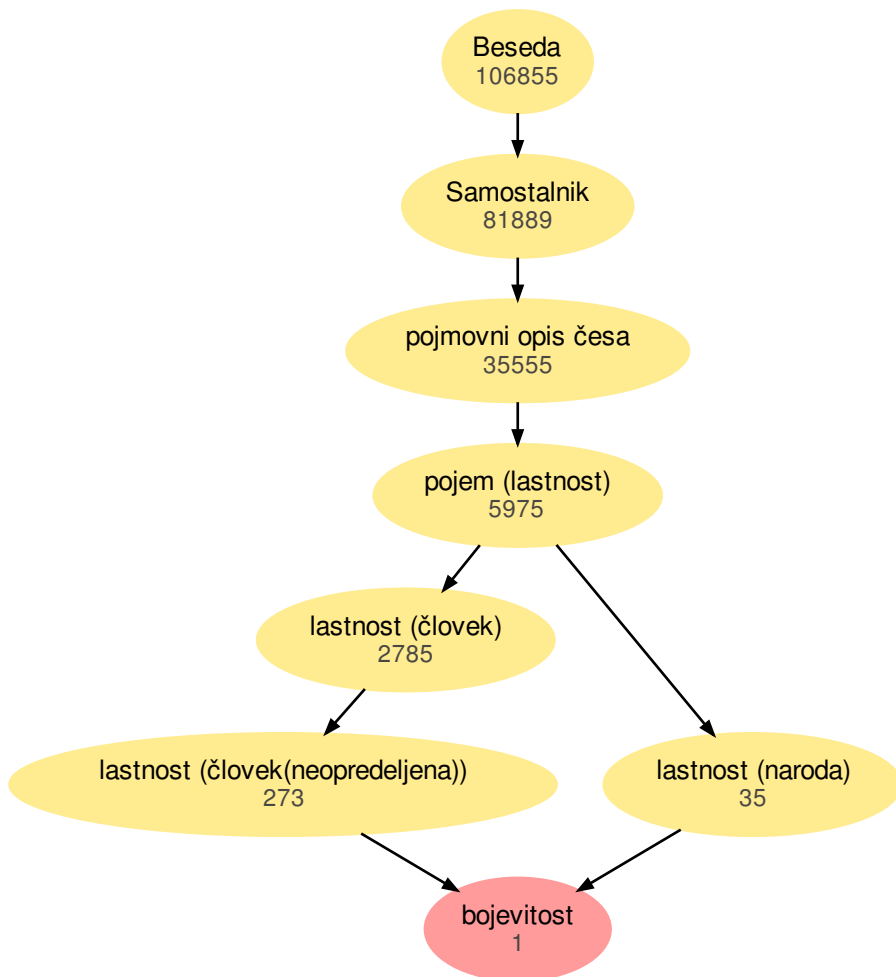 Beseda
106855
Samostalnik
81889
pojmovni opis česa
35555
pojem (lastnost)
5975
lastnost (človek)
2785
lastnost (človek(neopredeljena))
273
lastnost (naroda)
35
bojevitost
1